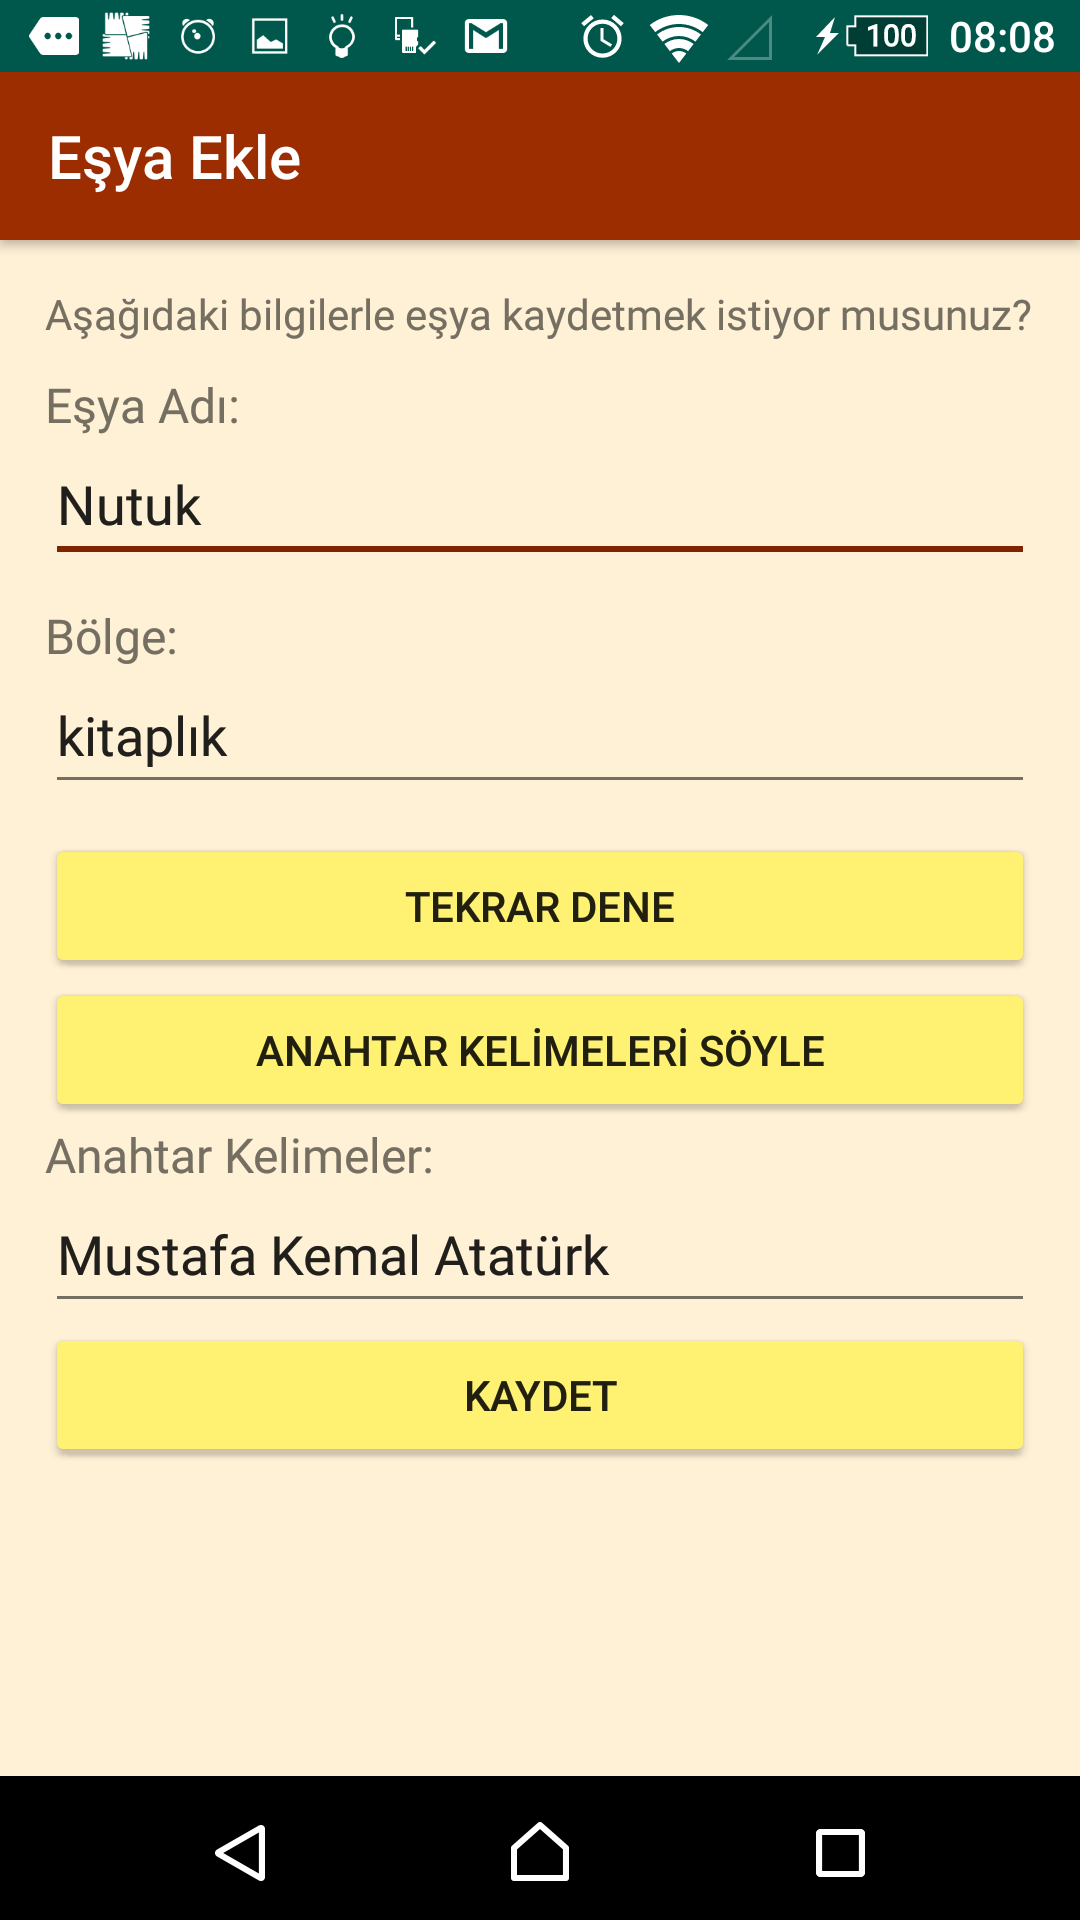 100 08:08
Eşya Ekle
Aşağıdaki bilgilerle eşya kaydetmek istiyor musunuz?
Eşya Adı:
Nutuk
Bölge:
kitaplık
TEKRAR DENE
ANAHTAR KELİMELERİ SÖYLE
Anahtar Kelimeler:
Mustafa Kemal Atatürk
KAYDET